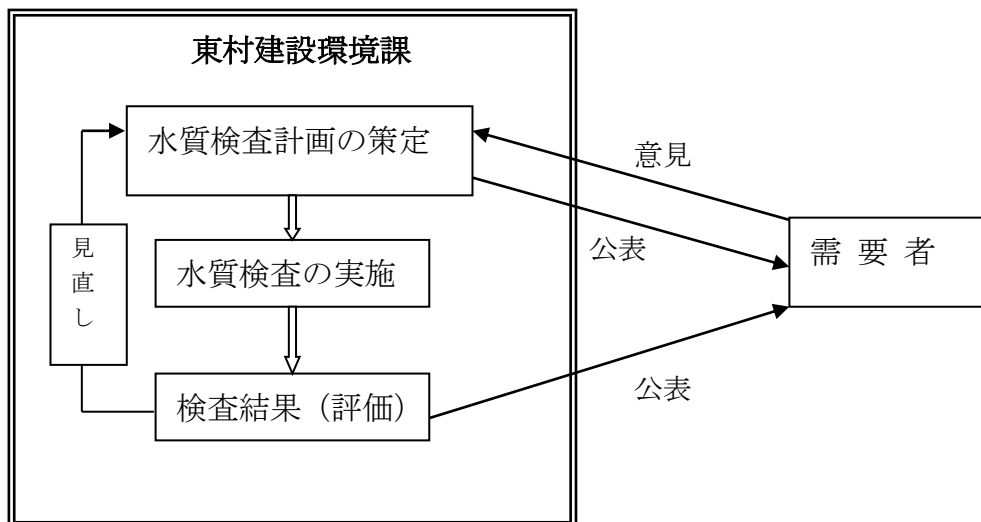 東村建設環境課
水質検査計画の策定
意見
公表
需要者
見直し
水質検査の実施
検査結果（評価）
公表